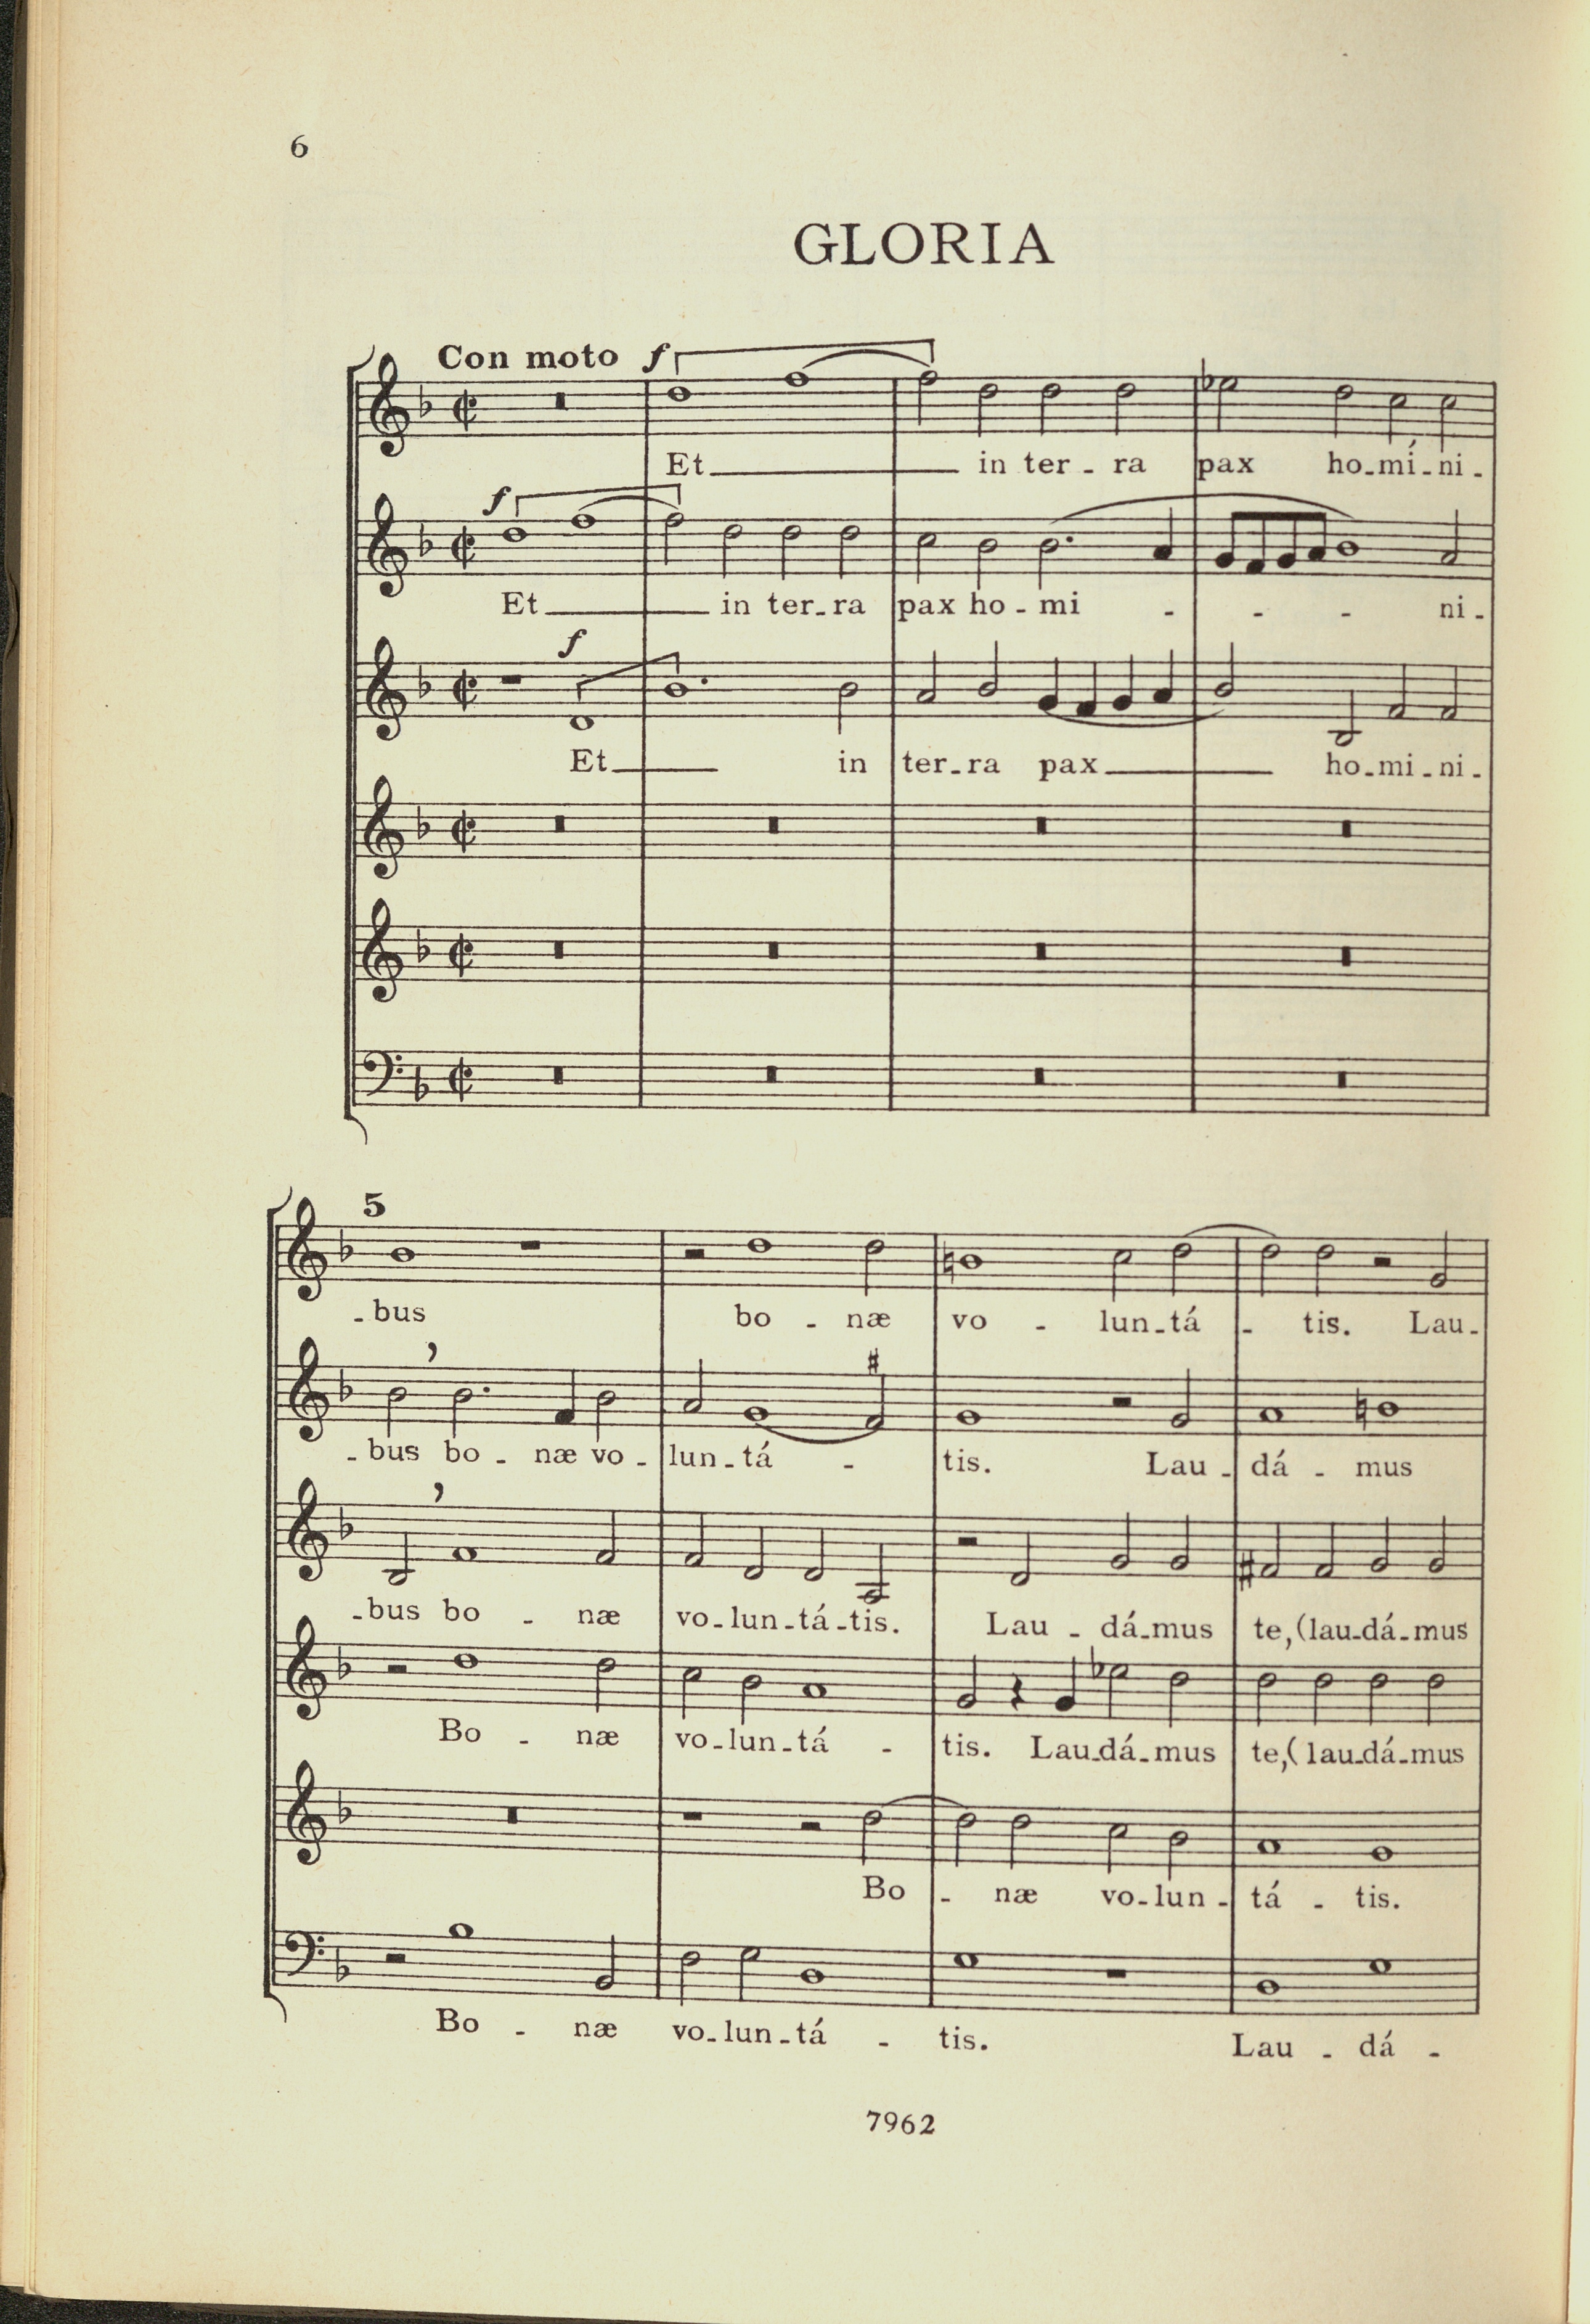 6
GLORIA
Con moto f
Et in ter - ra pax ho - mí - ni -
f
Et in ter - ra pax ho - mi - - - ni -
f
Et in ter - ra pax ho - mi - ni -
5
- bus bo - næ vo - lun - tá - tis. Lau -
- bus bo - næ vo - lun - tá - tis. Lau - dá - mus
- bus bo - næ vo - lun - tá - tis. Lau - dá - mus te, (lau - dá - mus
Bo - næ vo - lun - tá - tis. Lau - dá - mus te, (lau - dá - mus
Bo - næ vo - lun - tá - tis.
Bo - næ vo - lun - tá - tis. Lau - dá -
7962